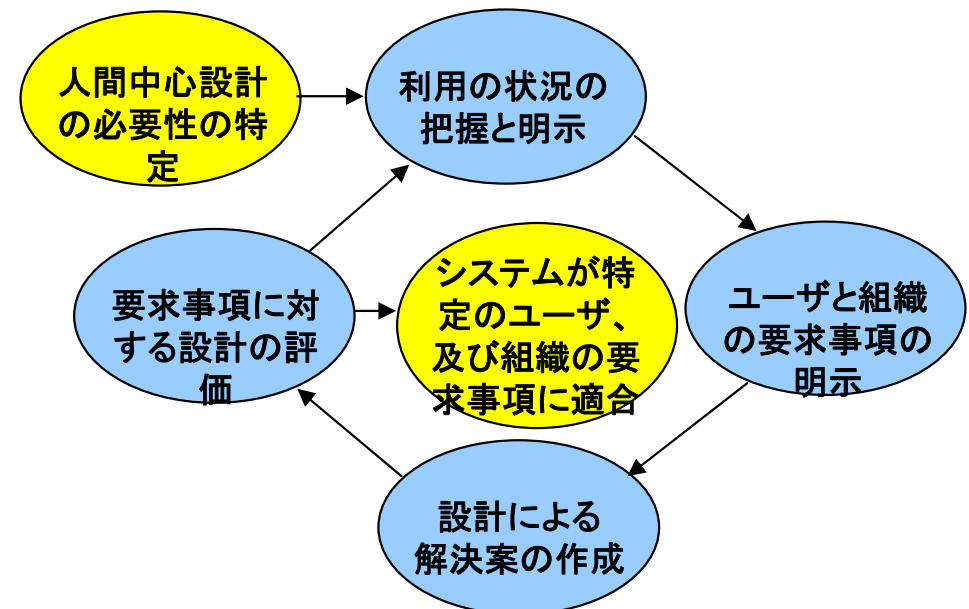 人間中心設計
の必要性の特
定
利用の状況の
把握と明示
ユーザと組織
の要求事項の
明示
設計による
解決案の作成
要求事項に対
する設計の評
価
システムが特
定のユーザ、
及び組織の要
求事項に適合